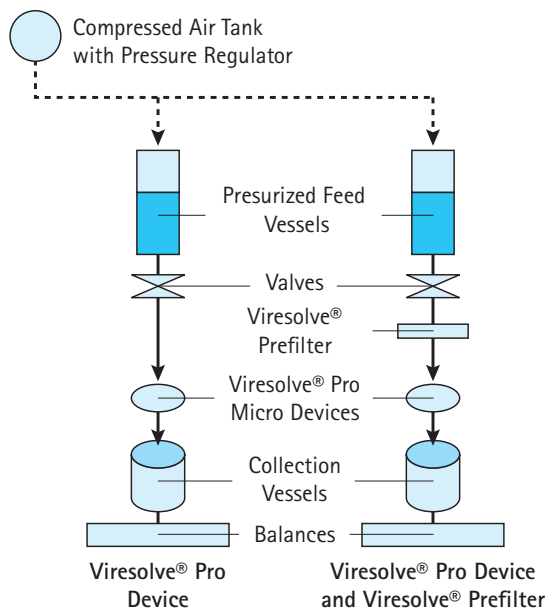 Compressed Air Tank
with Pressure Regulator
Presurized Feed
Vessels
Valves
Viresolve®
Prefilter
Viresolve® Pro
Micro Devices
Collection
Vessels
Balances
Viresolve® Pro
Device
Viresolve® Pro Device
and Viresolve® Prefilter